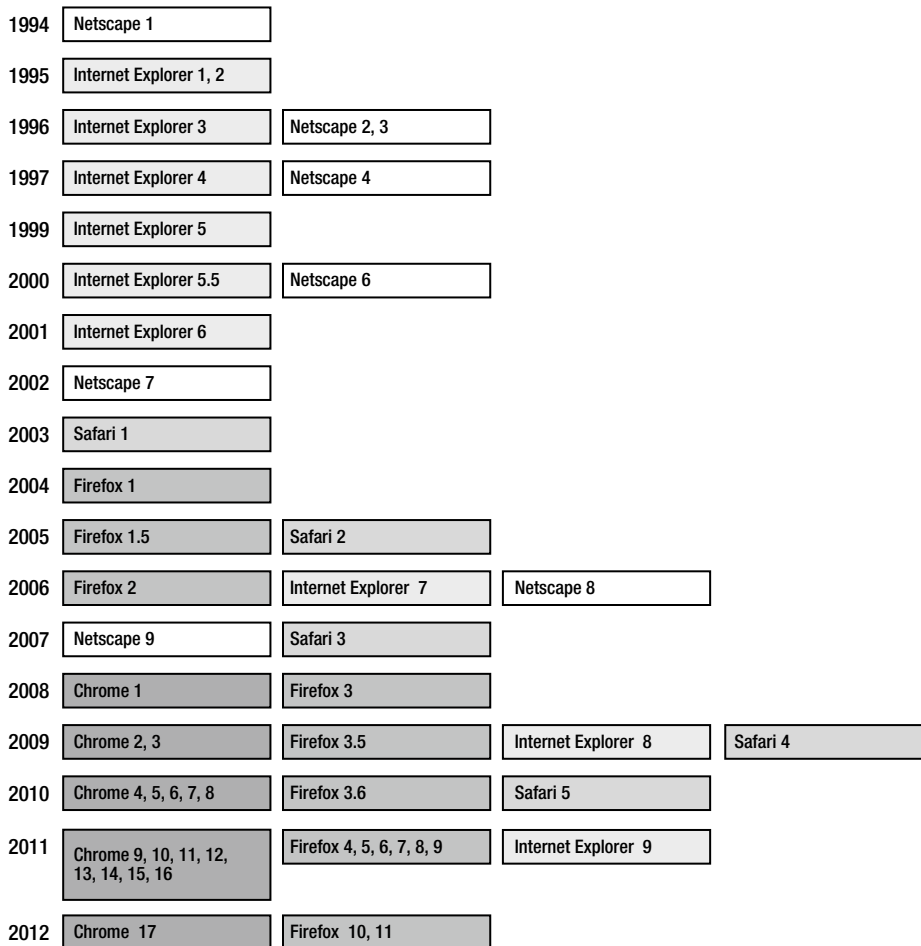 1994 Netscape 1
1995 Internet Explorer 1, 2
1996 Internet Explorer 3 Netscape 2, 3
1997 Internet Explorer 4 Netscape 4
1999 Internet Explorer 5
2000 Internet Explorer 5.5 Netscape 6
2001 Internet Explorer 6
2002 Netscape 7
2003 Safari 1
2004 Firefox 1
2005 Firefox 1.5 Safari 2
2006 Firefox 2 Internet Explorer 7 Netscape 8
2007 Netscape 9 Safari 3
2008 Chrome 1 Firefox 3
2009 Chrome 2, 3 Firefox 3.5 Internet Explorer 8 Safari 4
2010 Chrome 4, 5, 6, 7, 8 Firefox 3.6 Safari 5
2011 Chrome 9, 10, 11, 12,
13, 14, 15, 16
Firefox 4, 5, 6, 7, 8, 9 Internet Explorer 9
2012 Chrome 17 Firefox 10, 11